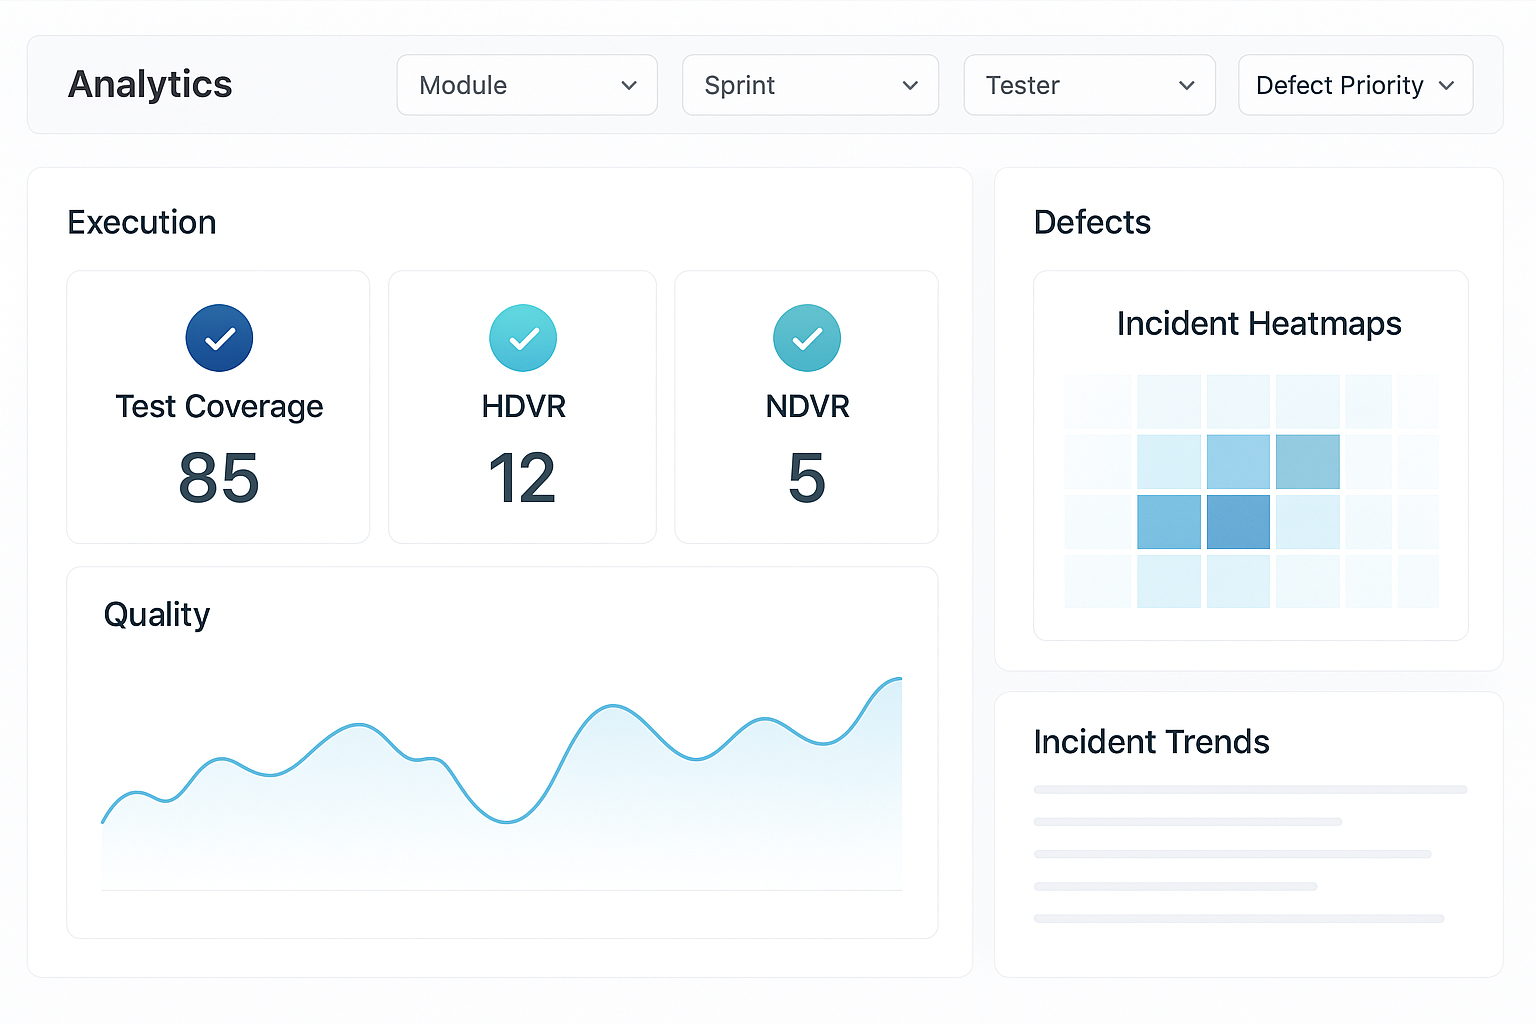 Analytics
Module
Sprint
Tester
Defect Priority
Execution
Test Coverage
85
HDVR
12
NDVR
5
Quality
Defects
Incident Heatmaps
Incident Trends